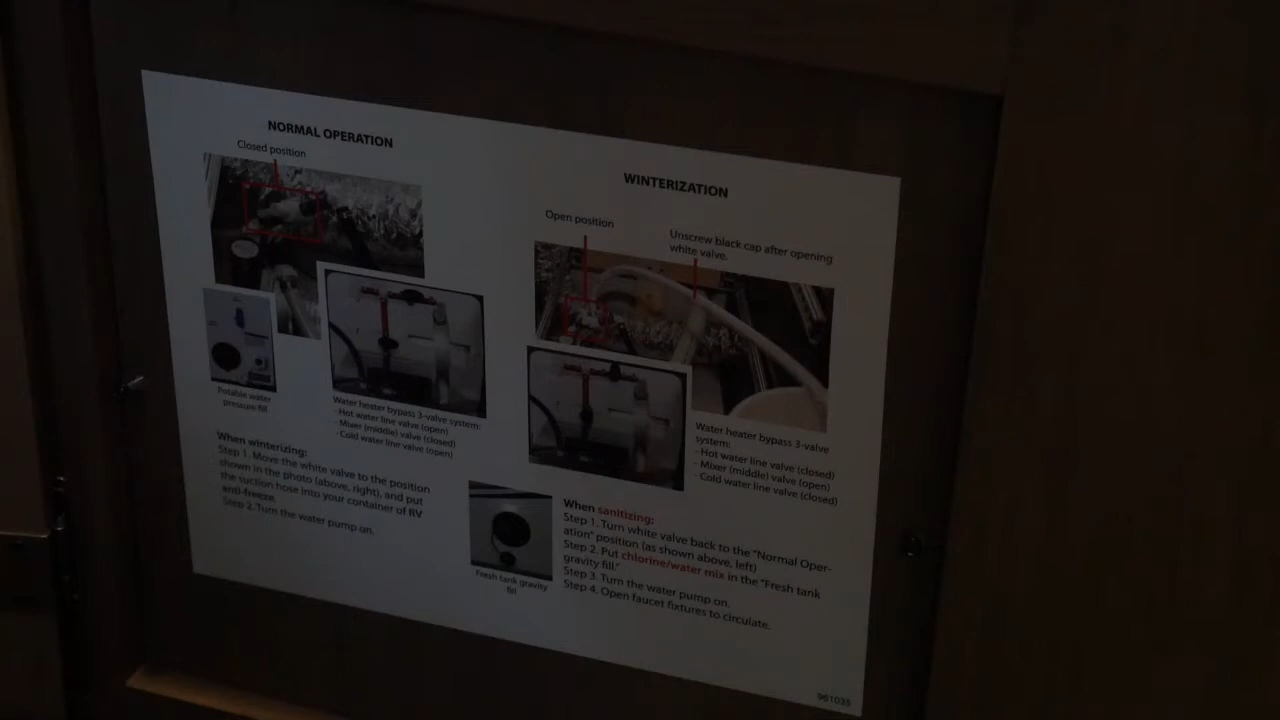 NORMAL OPERATION
Closed position
Potable water
pressure fill
Water heater bypass 3-valve system:
- Hot water line valve (open)
- Mixer (middle) valve (closed)
- Cold water line valve (open)
When winterizing:
Step 1. Move the white valve to the position
shown in the photo (above, right), and put
the suction hose into your container of RV
anti-freeze.
Step 2. Turn the water pump on.
WINTERIZATION
Open position
Unscrew black cap after opening
white valve.
Water heater bypass 3-valve
system:
- Hot water line valve (closed)
- Mixer (middle) valve (open)
- Cold water line valve (closed)
Fresh tank gravity
fill
When sanitizing:
Step 1. Turn white valve back to the "Normal Oper-
ation" position (as shown above, left)
Step 2. Put chlorine/water mix in the "Fresh tank
gravity fill."
Step 3. Turn the water pump on.
Step 4. Open faucet fixtures to circulate.
961035